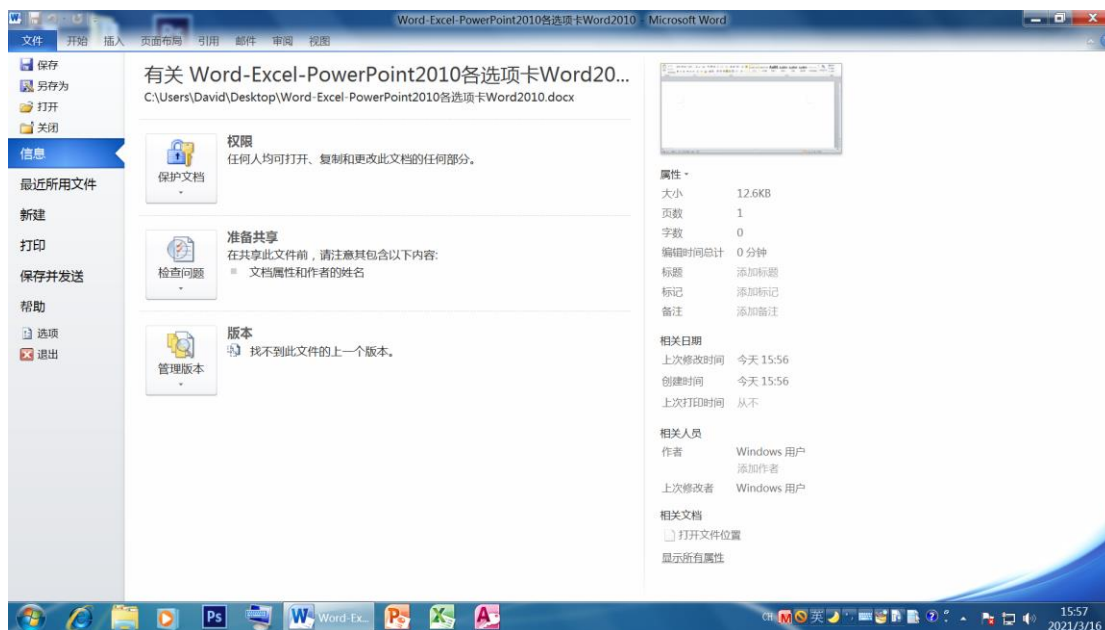 Word-Excel-PowerPoint2010各选项卡Word2010 - Microsoft Word
文件 开始 插入 页面布局 引用 邮件 审阅 视图
保存
另存为
打开
关闭
信息
最近所用文件
新建
打印
保存并发送
帮助
选项
退出
有关 Word-Excel-PowerPoint2010各选项卡Word20...
C:\Users\David\Desktop\Word-Excel-PowerPoint2010各选项卡Word2010.docx
保护文档
权限
任何人均可打开、复制和更改此文档的任何部分。
检查问题
准备共享
在共享此文件前，请注意其包含以下内容:
文档属性和作者的姓名
管理版本
版本
找不到此文件的上一个版本。
属性
大小 12.6KB
页数 1
字数 0
编辑时间总计 0 分钟
标题 添加标题
标记 添加标记
备注 添加备注
相关日期
上次修改时间 今天 15:56
创建时间 今天 15:56
上次打印时间 从不
相关人员
作者 Windows 用户
添加作者
上次修改者 Windows 用户
相关文档
打开文件位置
显示所有属性
Ps Word-Ex... CH 英 15:57
2021/3/16